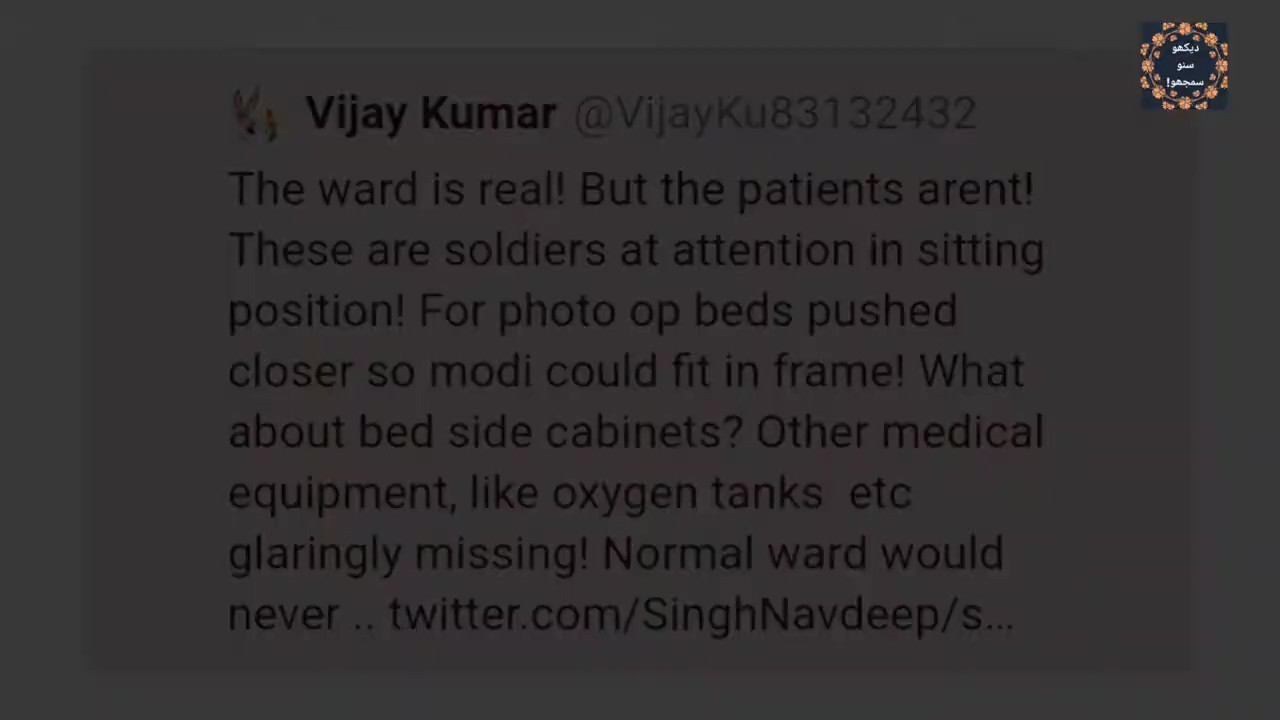 دیکھو
سنو
سمجھو!
Vijay Kumar @VijayKu83132432
The ward is real! But the patients arent!
These are soldiers at attention in sitting
position! For photo op beds pushed
closer so modi could fit in frame! What
about bed side cabinets? Other medical
equipment, like oxygen tanks  etc
glaringly missing! Normal ward would
never .. twitter.com/SinghNavdeep/s...